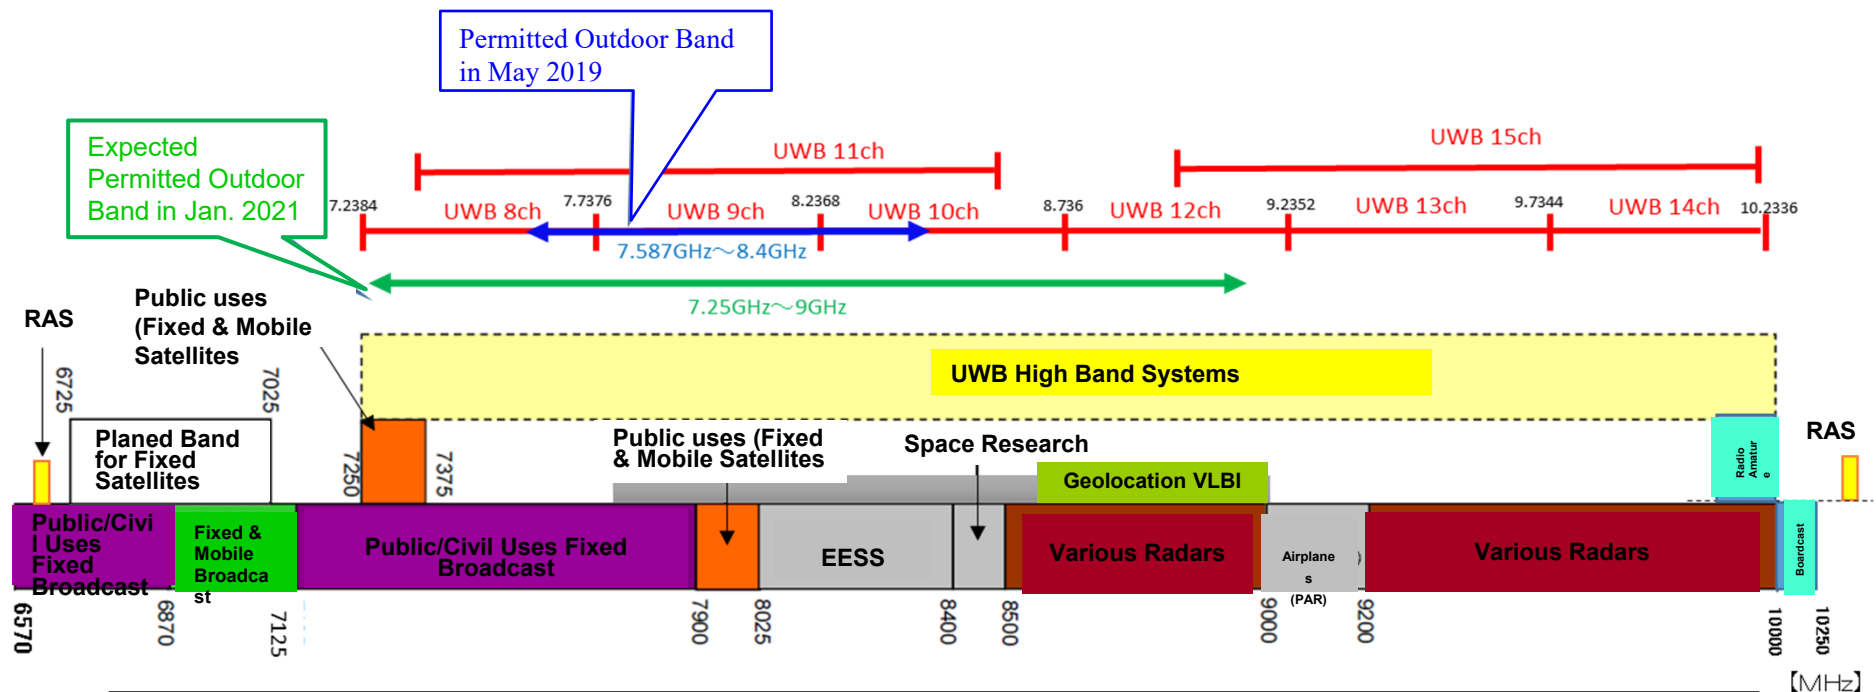 Permitted Outdoor Band
in May 2019
Expected
Permitted Outdoor
Band in Jan. 2021
UWB 11ch
UWB 15ch
7.2384
UWB 8ch
7.7376
UWB 9ch
8.2368
UWB 10ch
8.736
UWB 12ch
9.2352
UWB 13ch
9.7344
UWB 14ch
10.2336
7.587GHz～8.4GHz
7.25GHz～9GHz
Public uses
(Fixed & Mobile
Satellites
RAS
UWB High Band Systems
6725
7025
Planed Band
for Fixed
Satellites
7250
7375
Public uses (Fixed
& Mobile Satellites
Space Research
Geolocation VLBI
Radio
Amatur
e
RAS
Public/Civi
l Uses
Fixed
Broadcast
Fixed &
Mobile
Broadca
st
Public/Civil Uses Fixed
Broadcast
EESS
Various Radars
Airplane
s
(PAR)
Various Radars
Boardcast
6570
6870
7125
7900
8025
8400
8500
9000
9200
10000
10250
【MHz】